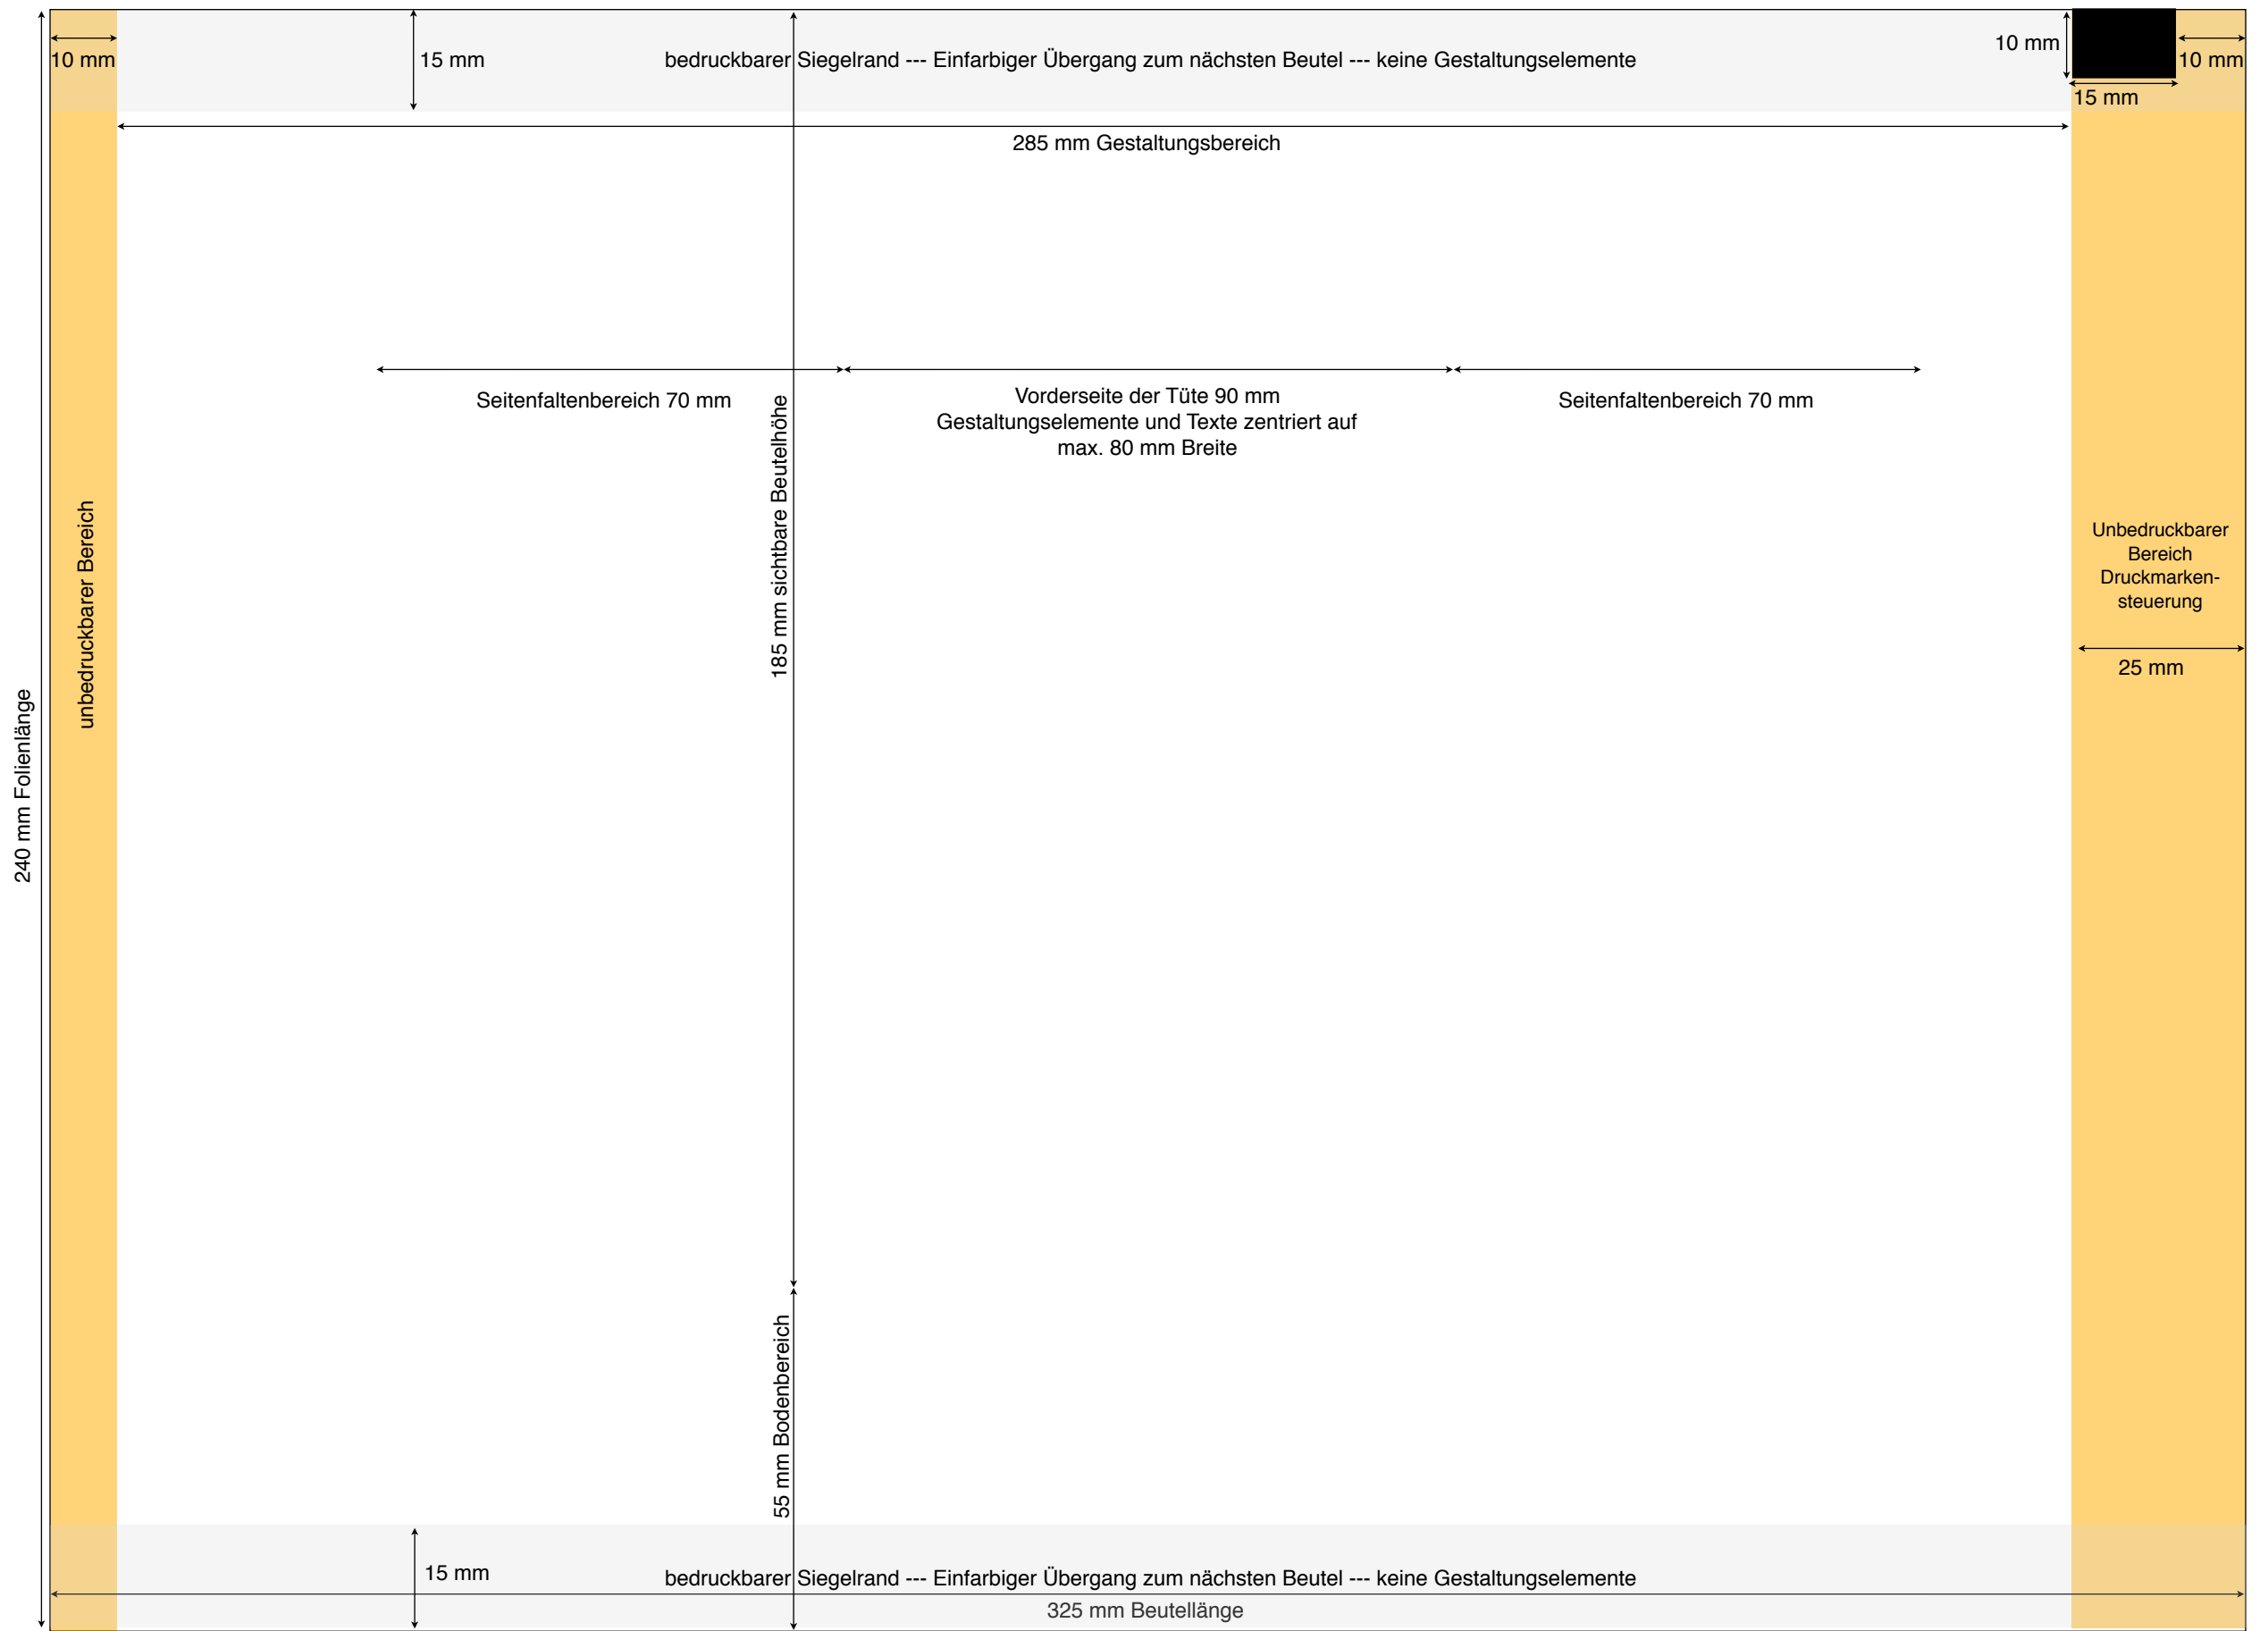 10 mm
15 mm
bedruckbarer Siegelrand --- Einfarbiger Übergang zum nächsten Beutel --- keine Gestaltungselemente
10 mm
10 mm
15 mm
285 mm Gestaltungsbereich
Seitenfaltenbereich 70 mm
Vorderseite der Tüte 90 mm
Gestaltungselemente und Texte zentriert auf
max. 80 mm Breite
Seitenfaltenbereich 70 mm
185 mm sichtbare Beutelhöhe
unbedruckbarer Bereich
Unbedruckbarer
Bereich
Druckmarken-
steuerung
25 mm
240 mm Folienlänge
55 mm Bodenbereich
15 mm
bedruckbarer Siegelrand --- Einfarbiger Übergang zum nächsten Beutel --- keine Gestaltungselemente
325 mm Beutellänge